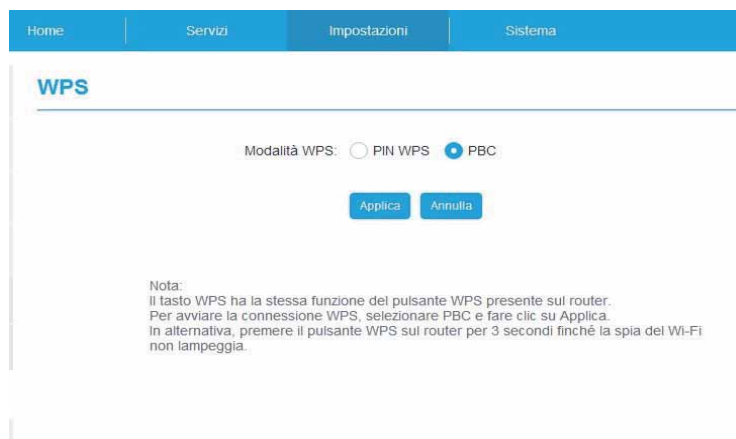 Home Servizi Impostazioni Sistema
WPS
Modalità WPS: PIN WPS PBC
Applica Annulla
Nota:
Il tasto WPS ha la stessa funzione del pulsante WPS presente sul router.
Per avviare la connessione WPS, selezionare PBC e fare clic su Applica.
In alternativa, premere il pulsante WPS sul router per 3 secondi finché la spia del Wi-Fi
non lampeggia.